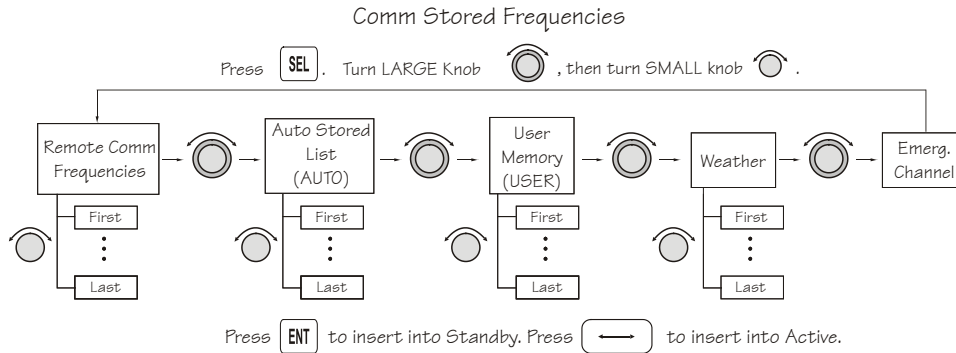 Comm Stored Frequencies
Press SEL. Turn LARGE Knob , then turn SMALL knob .
Remote Comm
Frequencies
Auto Stored
List
(AUTO)
User
Memory
(USER)
Weather
Emerg.
Channel
First
Last
First
Last
First
Last
First
Last
Press ENT to insert into Standby. Press to insert into Active.